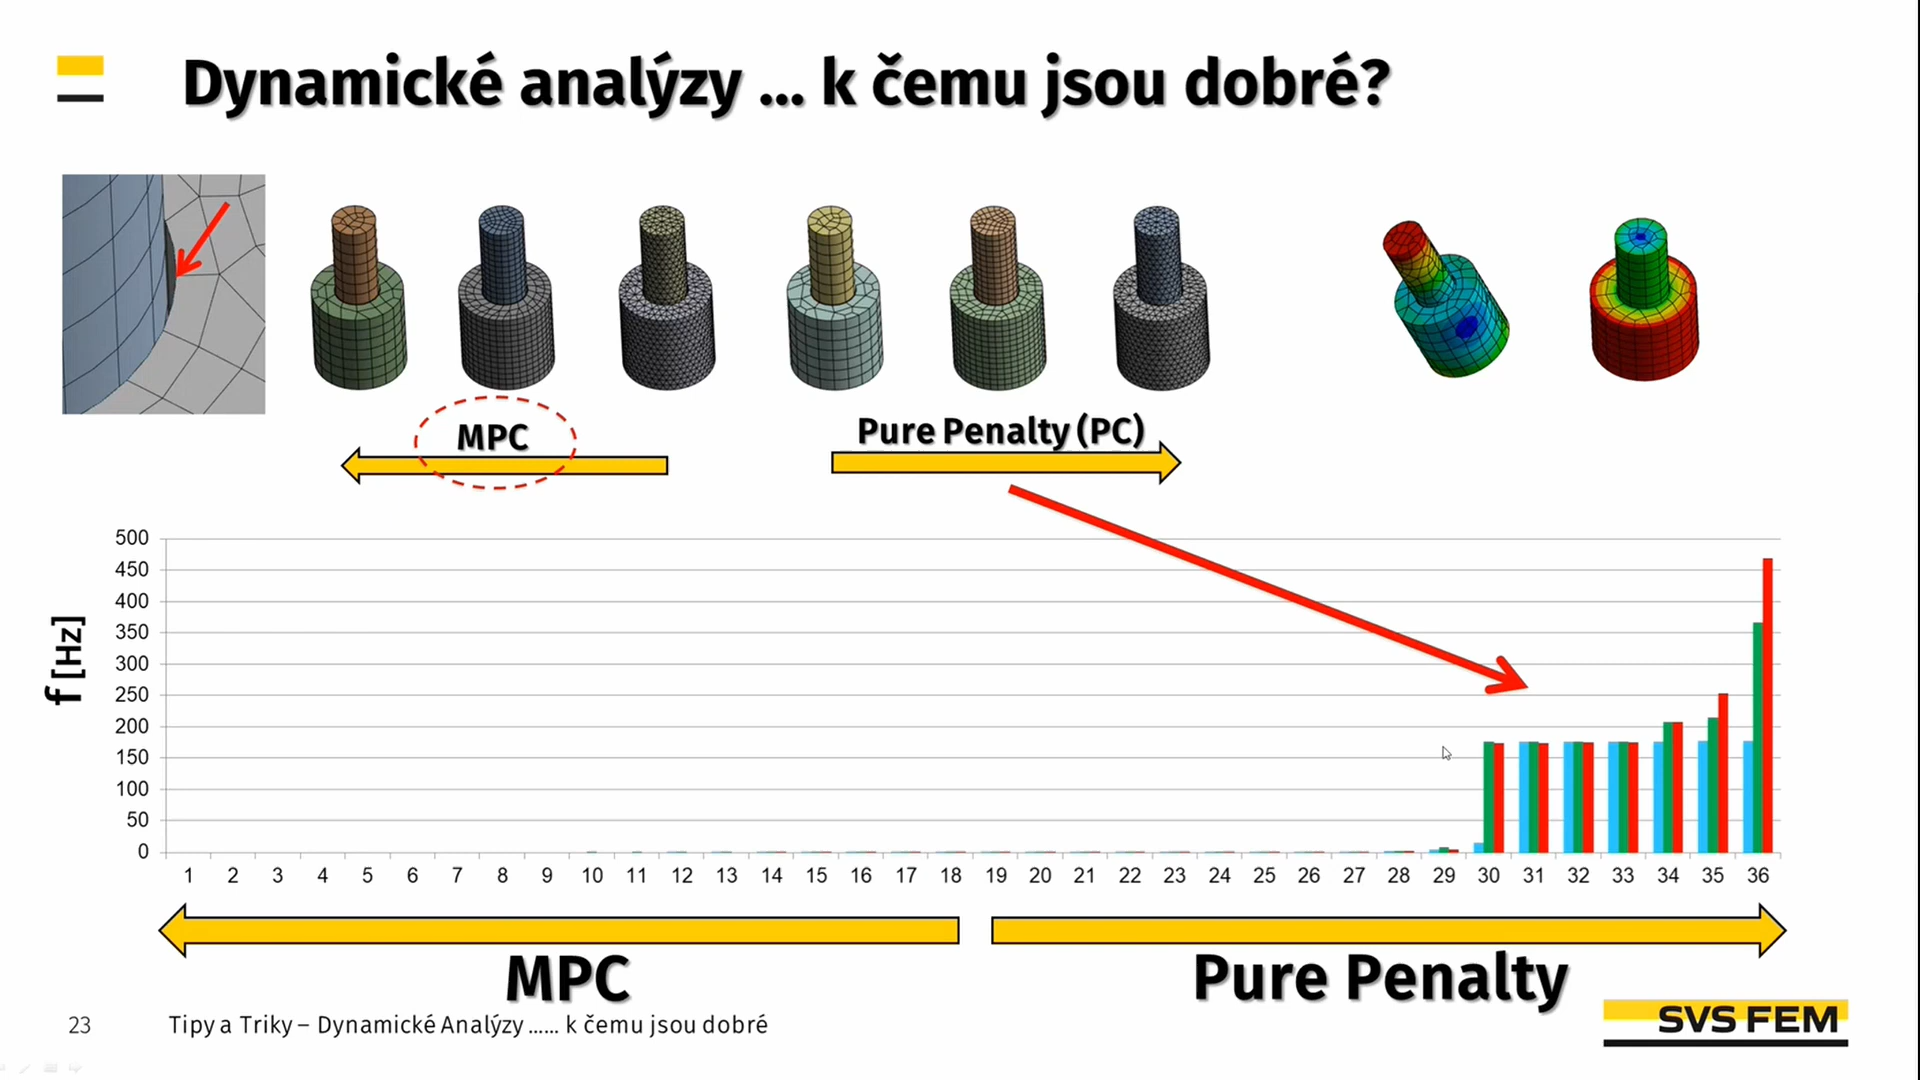 Dynamické analýzy ... k čemu jsou dobré?
MPC
Pure Penalty (PC)
f [Hz]
500
450
400
350
300
250
200
150
100
50
0
1 2 3 4 5 6 7 8 9 10 11 12 13 14 15 16 17 18 19 20 21 22 23 24 25 26 27 28 29 30 31 32 33 34 35 36
MPC
Pure Penalty
23
Tipy a Triky – Dynamické Analýzy ...... k čemu jsou dobré
SVS FEM